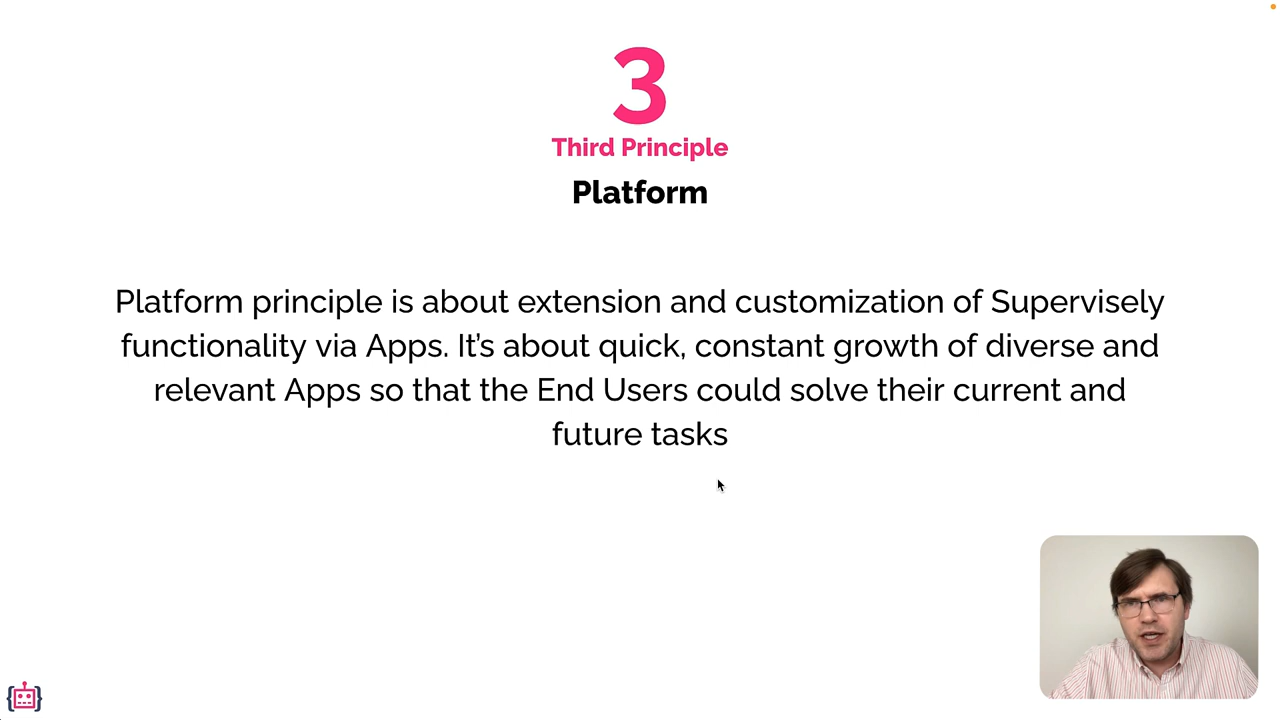 3
Third Principle
Platform
Platform principle is about extension and customization of Supervisely
functionality via Apps. It’s about quick, constant growth of diverse and
relevant Apps so that the End Users could solve their current and
future tasks